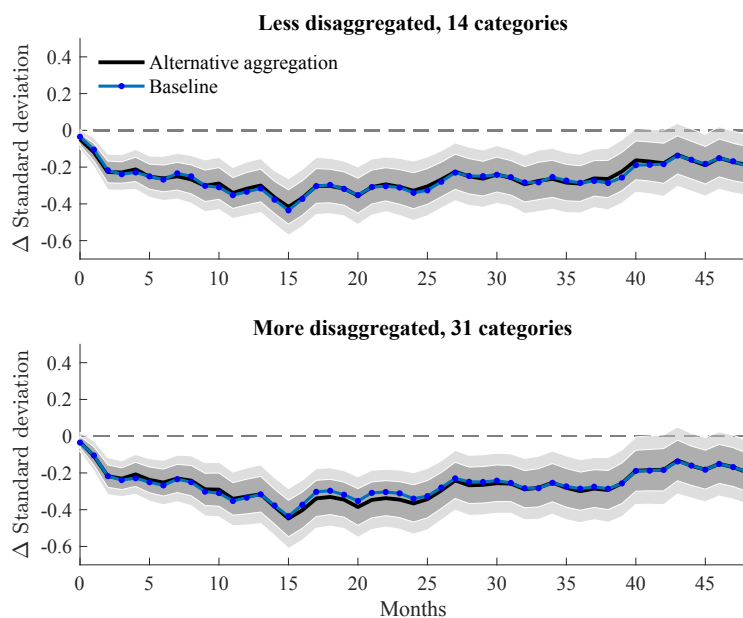 Less disaggregated, 14 categories
0.4
0.2
0
-0.2
-0.4
-0.6
Δ Standard deviation
Alternative aggregation
Baseline
0 5 10 15 20 25 30 35 40 45
More disaggregated, 31 categories
0.4
0.2
0
-0.2
-0.4
-0.6
Δ Standard deviation
0 5 10 15 20 25 30 35 40 45
Months